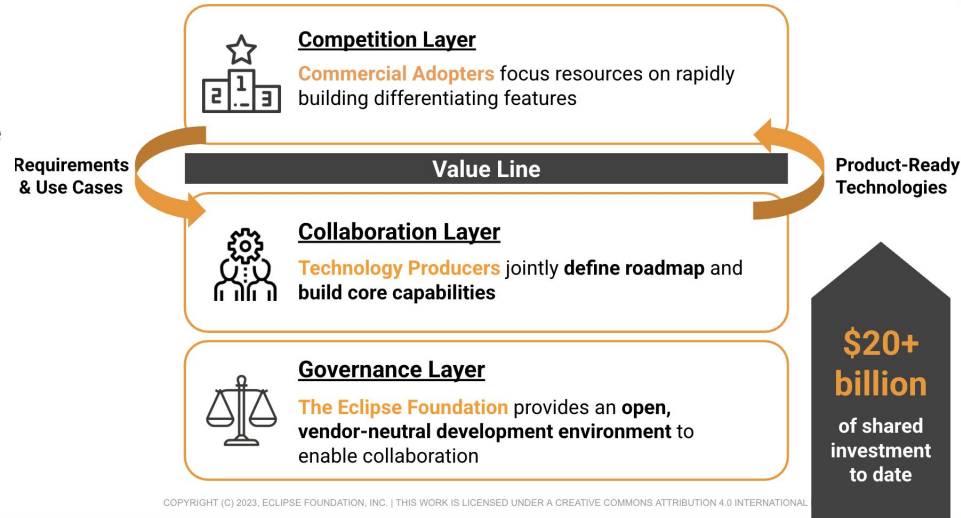 Competition Layer
Commercial Adopters focus resources on rapidly
building differentiating features
2 1 3
Requirements
& Use Cases
Value Line
Product-Ready
Technologies
Collaboration Layer
Technology Producers jointly define roadmap and
build core capabilities
Governance Layer
The Eclipse Foundation provides an open,
vendor-neutral development environment to
enable collaboration
$20+
billion
of shared
investment
to date
COPYRIGHT (C) 2023, ECLIPSE FOUNDATION, INC. | THIS WORK IS LICENSED UNDER A CREATIVE COMMONS ATTRIBUTION 4.0 INTERNATIONAL